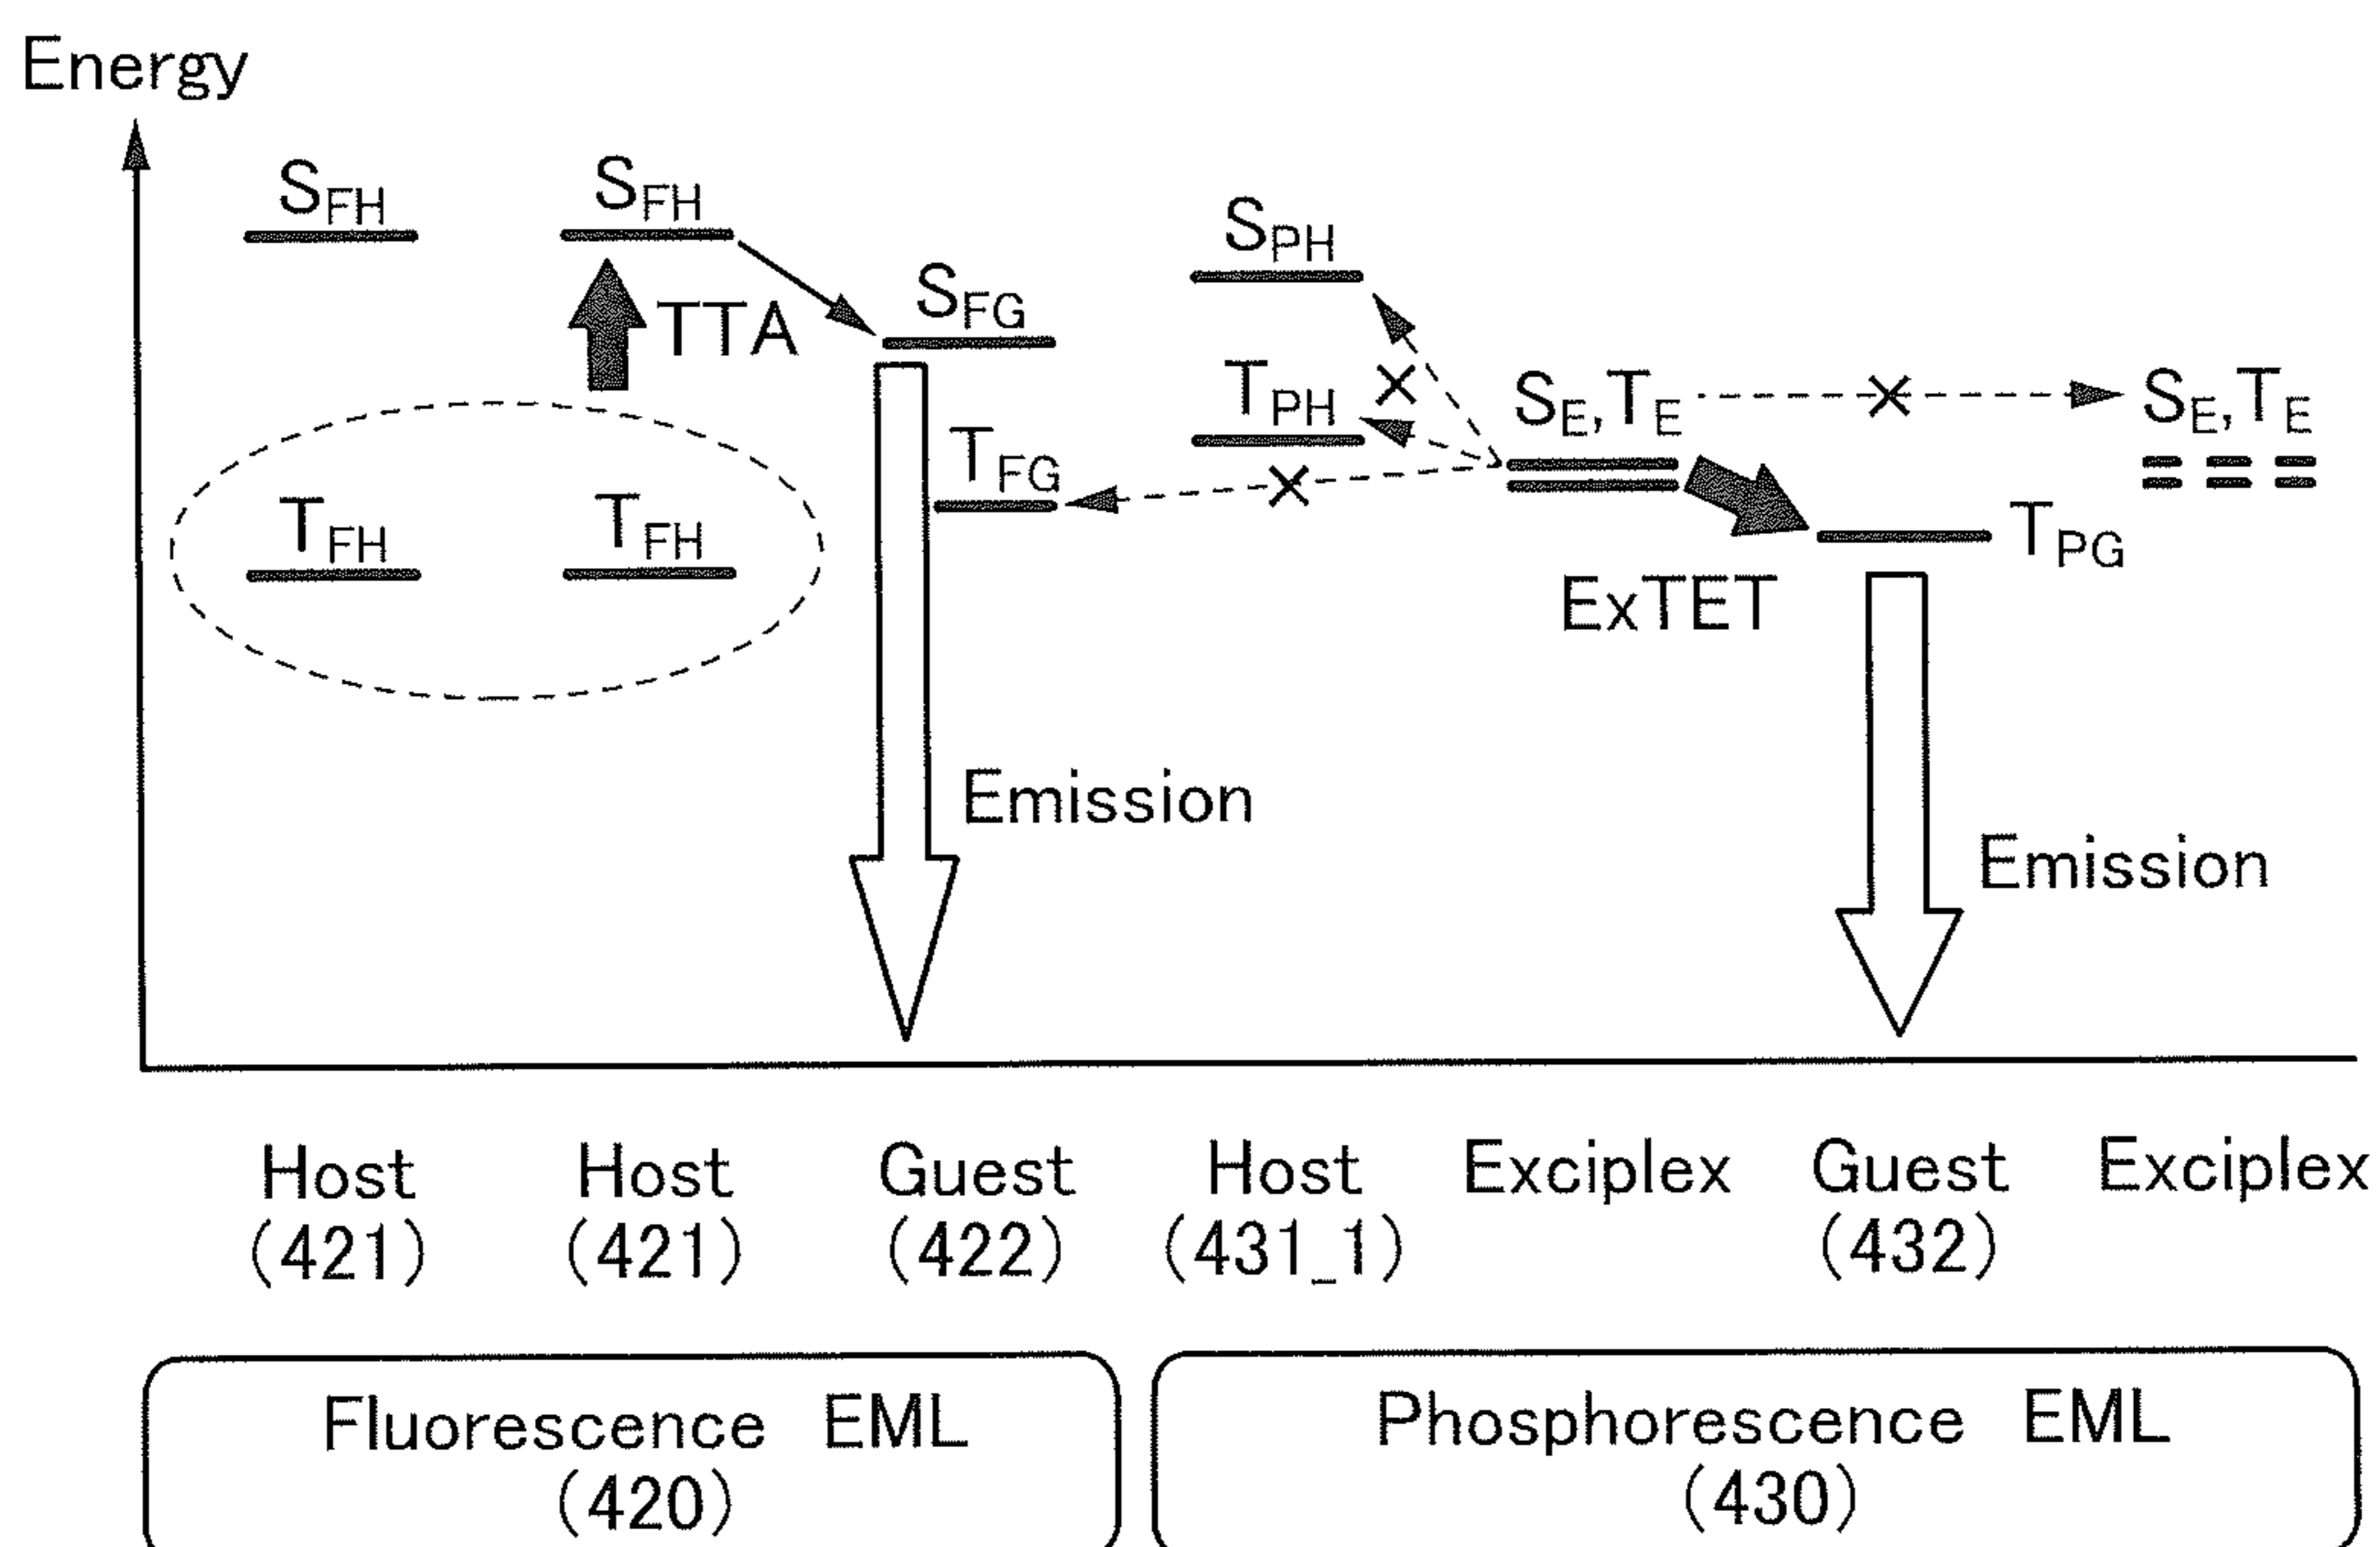 Energy
S_FH
S_FH
S_FG
TTA
T_FG
T_FH
T_FH
Emission
S_PH
T_PH
×
×
S_E, T_E
×
S_E, T_E
ExTET
T_PG
Emission
Host
(421)
Host
(421)
Guest
(422)
Host
(431_1)
Exciplex
Guest
(432)
Exciplex
Fluorescence EML
(420)
Phosphorescence EML
(430)